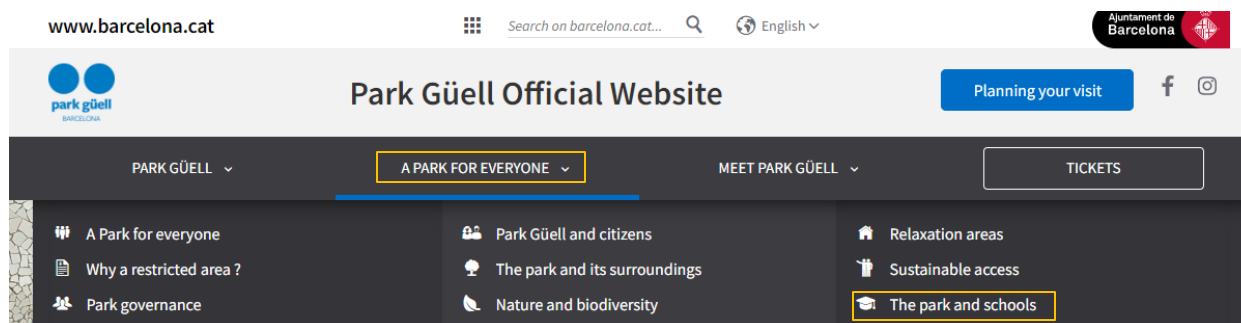 www.barcelona.cat
Search on barcelona.cat...
English
Ajuntament de
Barcelona
park güell
BARCELONA
Park Güell Official Website
Planning your visit
PARK GÜELL
A PARK FOR EVERYONE
MEET PARK GÜELL
TICKETS
A Park for everyone
Park Güell and citizens
Relaxation areas
Why a restricted area ?
The park and its surroundings
Sustainable access
Park governance
Nature and biodiversity
The park and schools